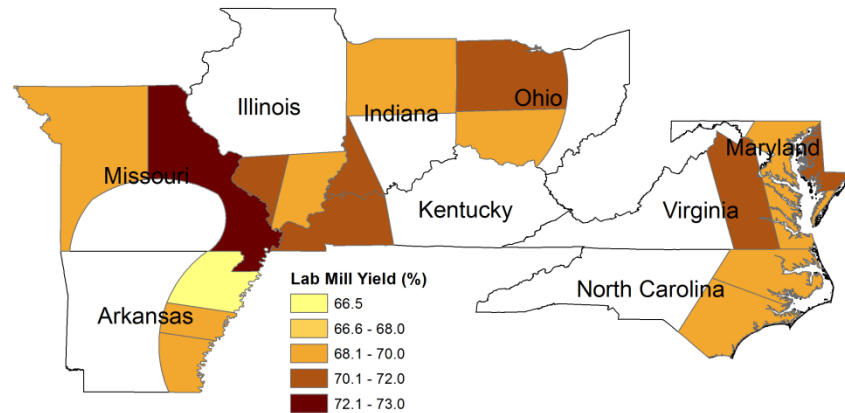 Illinois
Indiana
Ohio
Missouri
Maryland
Kentucky
Virginia
North Carolina
Arkansas
Lab Mill Yield (%)
66.5
66.6 - 68.0
68.1 - 70.0
70.1 - 72.0
72.1 - 73.0